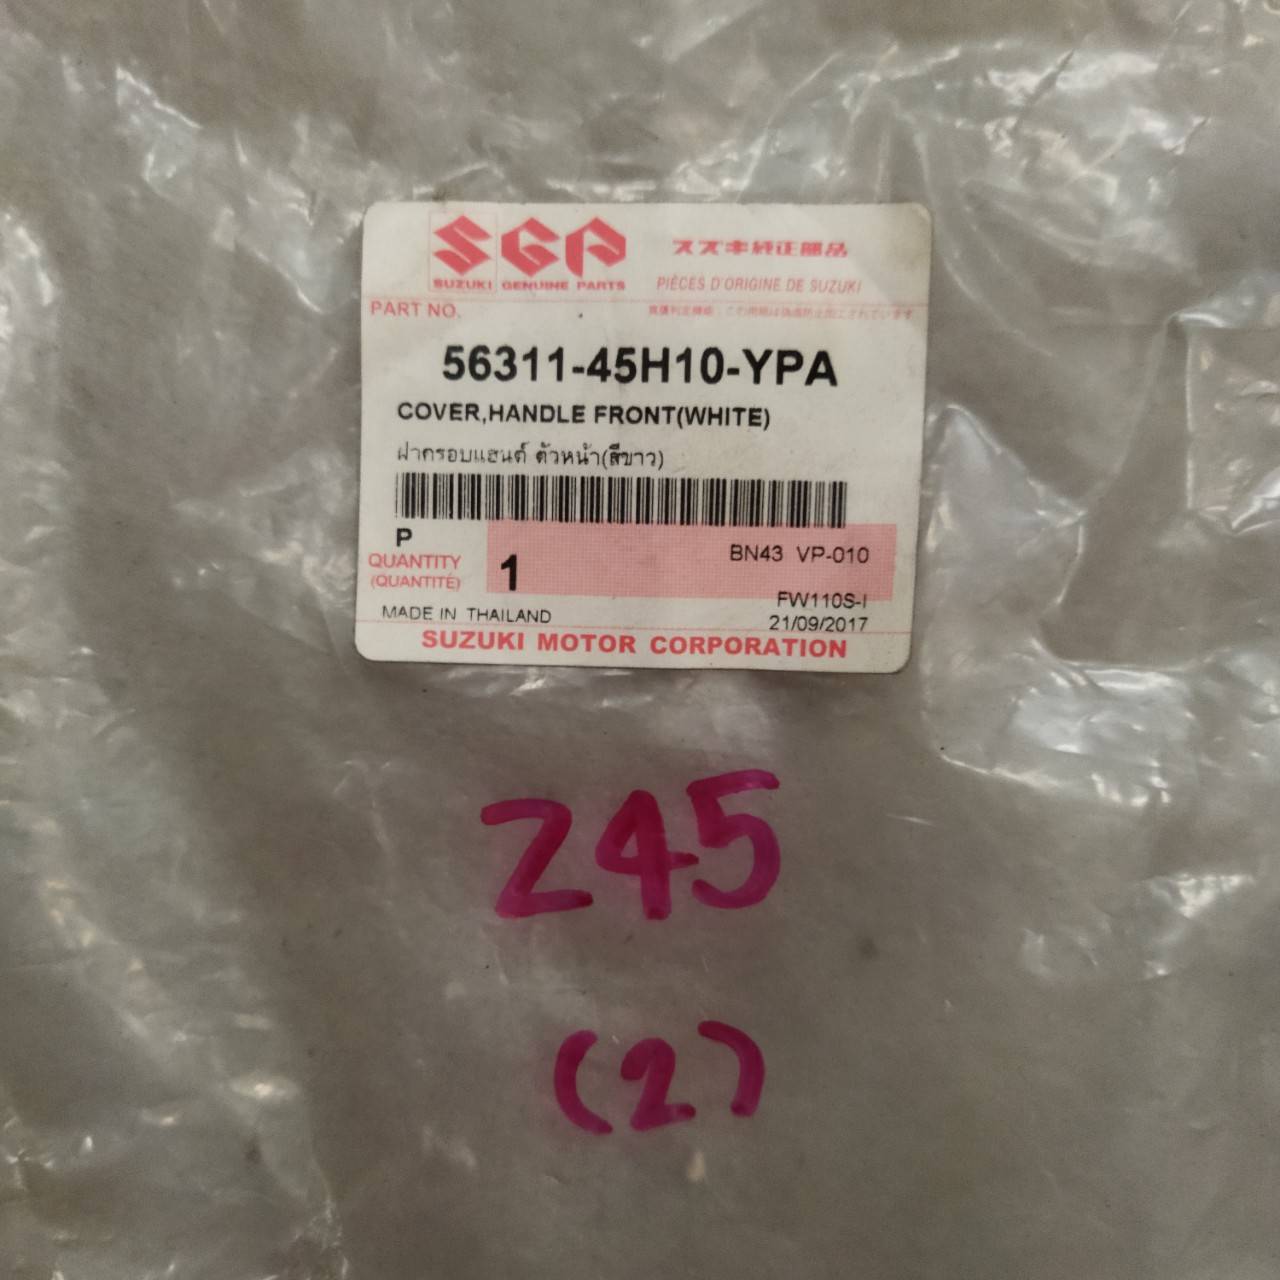 SGP
SUZUKI GENUINE PARTS
スズキ純正部品
PIÈCES D'ORIGINE DE SUZUKI
PART NO.
56311-45H10-YPA
COVER,HANDLE FRONT(WHITE)
ฝาครอบแฮนด์ ตัวหน้า(สีขาว)
P
QUANTITY
(QUANTITÉ)
1
BN43 VP-010
FW110S-I
MADE IN THAILAND
21/09/2017
SUZUKI MOTOR CORPORATION
245
(2)